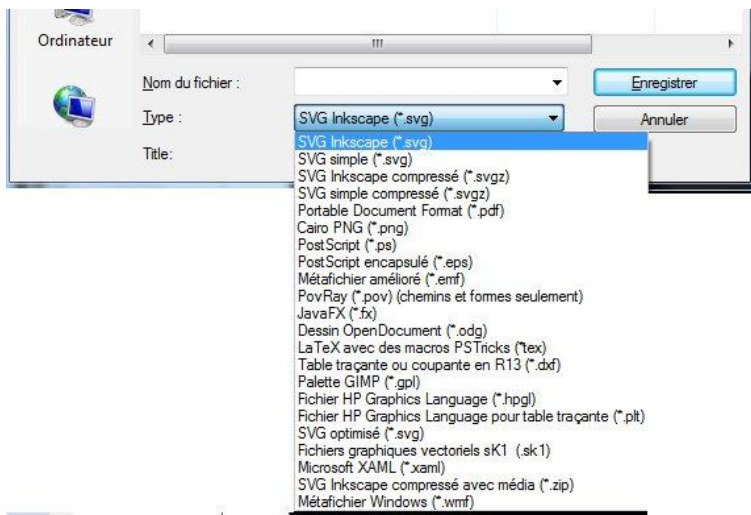 Ordinateur
Nom du fichier :
Enregistrer
Type :
SVG Inkscape (*.svg)
Annuler
Title:
SVG Inkscape (*.svg)
SVG simple (*.svg)
SVG Inkscape compressé (*.svgz)
SVG simple compressé (*.svgz)
Portable Document Format (*.pdf)
Cairo PNG (*.png)
PostScript (*.ps)
PostScript encapsulé (*.eps)
Métafichier amélioré (*.emf)
PovRay (*.pov) (chemins et formes seulement)
JavaFX (*.fx)
Dessin OpenDocument (*.odg)
LaTeX avec des macros PSTricks (*tex)
Table traçante ou coupante en R13 (*.dxf)
Palette GIMP (*.gpl)
Fichier HP Graphics Language (*.hpgl)
Fichier HP Graphics Language pour table traçante (*.plt)
SVG optimisé (*.svg)
Fichiers graphiques vectoriels sK1 (.sk1)
Microsoft XAML (*.xaml)
SVG Inkscape compressé avec média (*.zip)
Métafichier Windows (*.wmf)